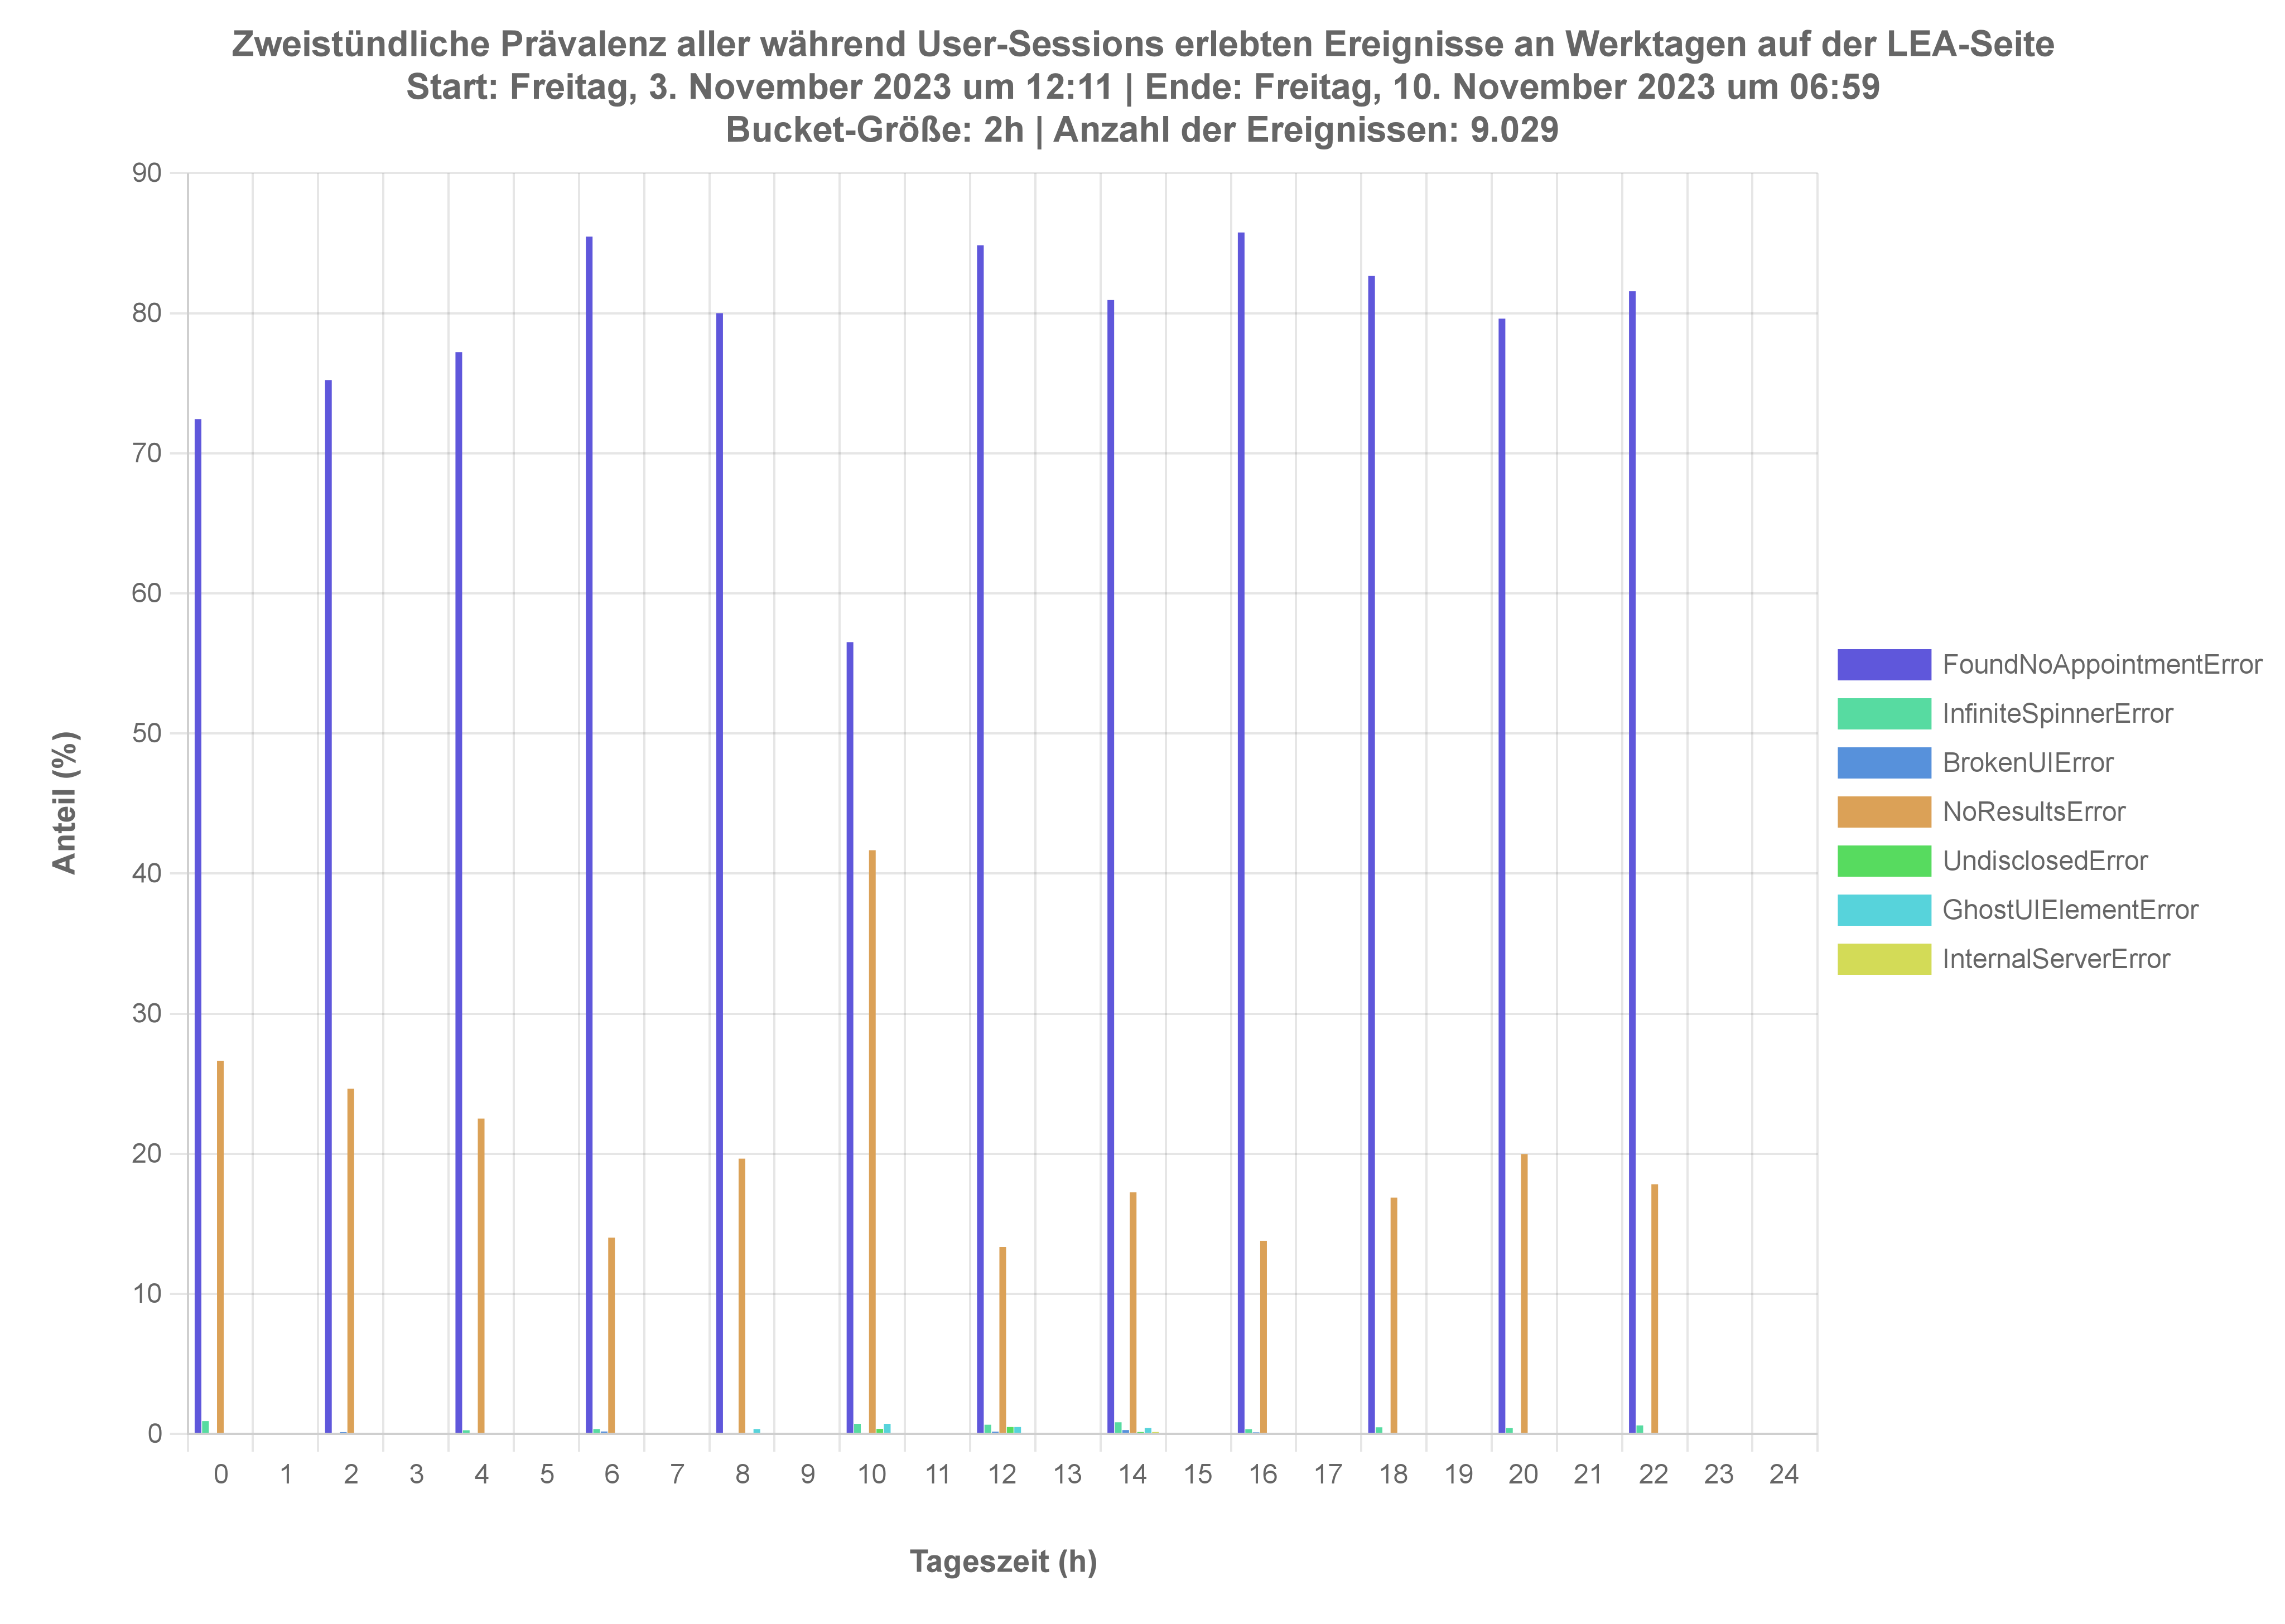 Zweistündliche Prävalenz aller während User-Sessions erlebten Ereignisse an Werktagen auf der LEA-Seite
Start: Freitag, 3. November 2023 um 12:11 | Ende: Freitag, 10. November 2023 um 06:59
Bucket-Größe: 2h | Anzahl der Ereignissen: 9.029
Anteil (%)
90
80
70
60
50
40
30
20
10
0
0 1 2 3 4 5 6 7 8 9 10 11 12 13 14 15 16 17 18 19 20 21 22 23 24
Tageszeit (h)
FoundNoAppointmentError
InfiniteSpinnerError
BrokenUIError
NoResultsError
UndisclosedError
GhostUIElementError
InternalServerError